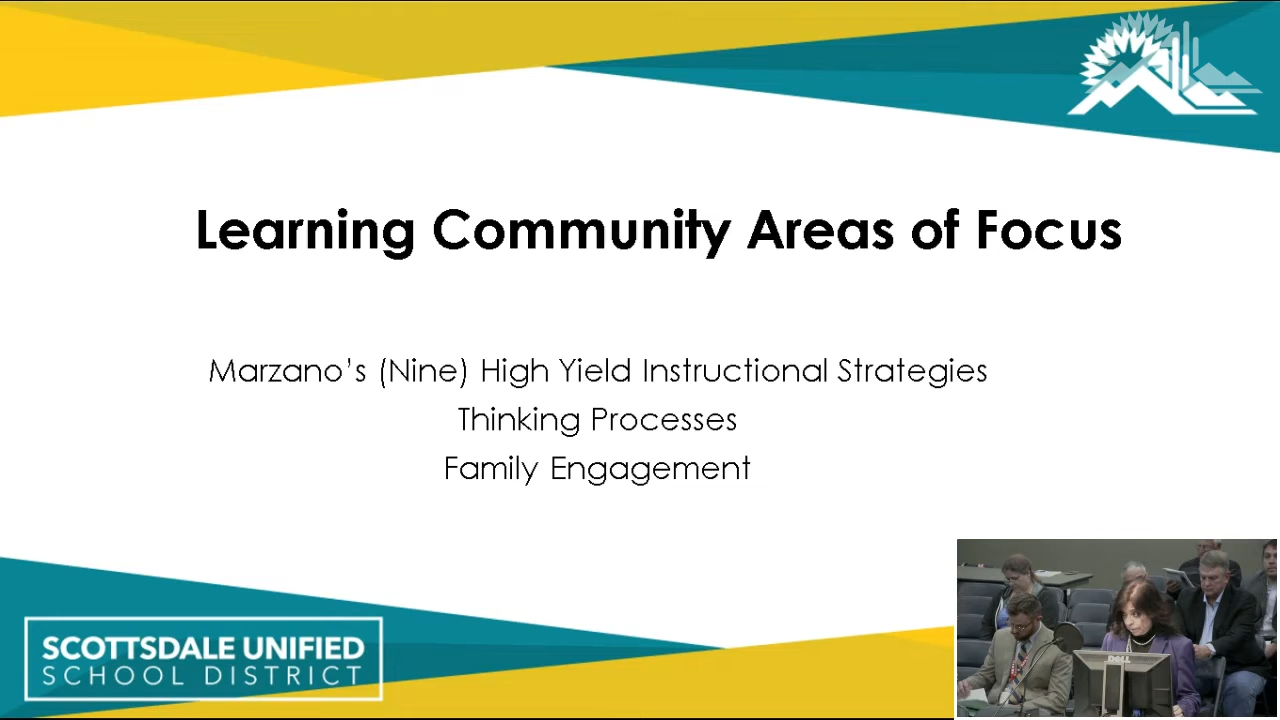 Learning Community Areas of Focus
Marzano's (Nine) High Yield Instructional Strategies
Thinking Processes
Family Engagement
SCOTTSDALE UNIFIED
SCHOOL DISTRICT
DELL